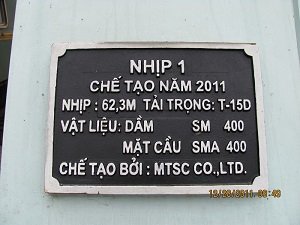 NHỊP 1
CHẾ TẠO NĂM 2011
NHỊP : 62,3M TẢI TRỌNG: T-15D
VẬT LIỆU: DẦM SM 400
MẶT CẦU SMA 400
CHẾ TẠO BỞI : MTSC CO.,LTD.